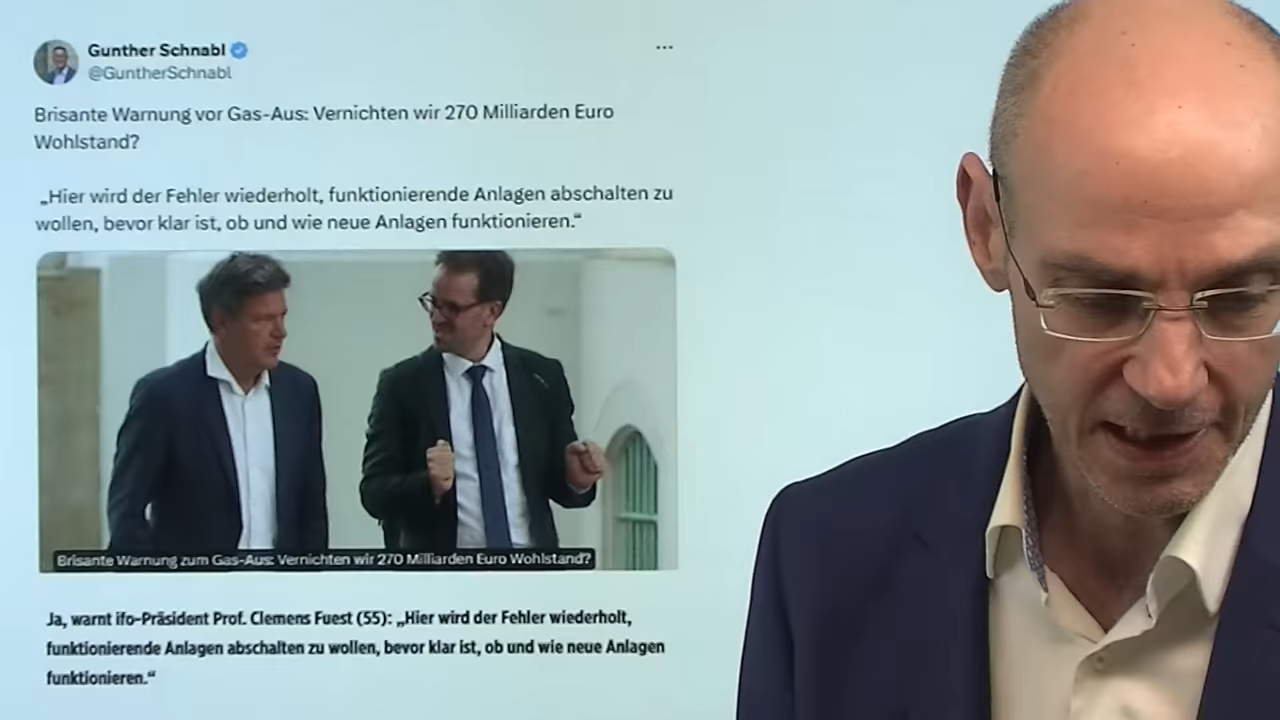 Gunther Schnabl
@GuntherSchnabl
Brisante Warnung vor Gas-Aus: Vernichten wir 270 Milliarden Euro
Wohlstand?
„Hier wird der Fehler wiederholt, funktionierende Anlagen abschalten zu
wollen, bevor klar ist, ob und wie neue Anlagen funktionieren.“
Brisante Warnung zum Gas-Aus: Vernichten wir 270 Milliarden Euro Wohlstand?
Ja, warnt ifo-Präsident Prof. Clemens Fuest (55): „Hier wird der Fehler wiederholt,
funktionierende Anlagen abschalten zu wollen, bevor klar ist, ob und wie neue Anlagen
funktionieren.“